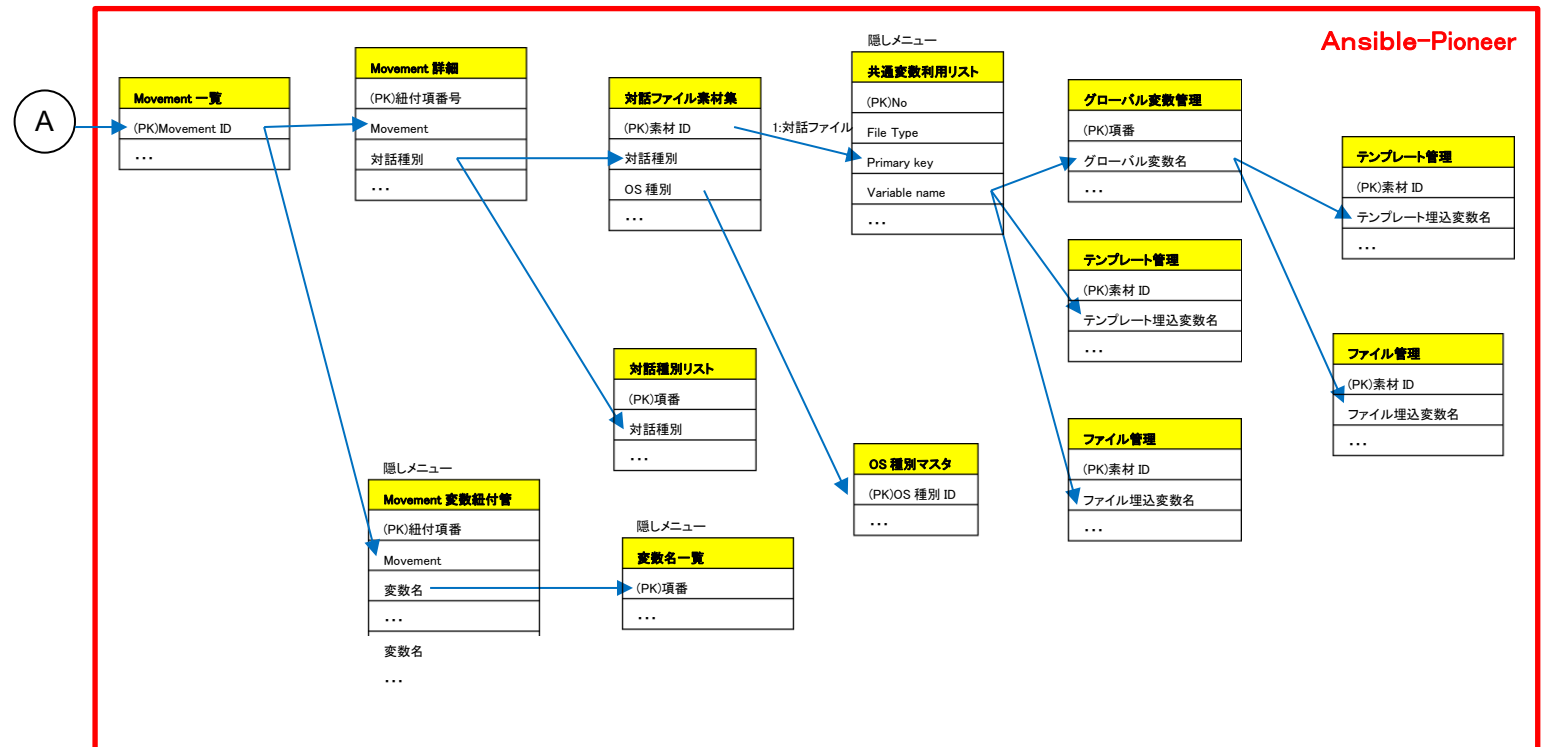 Ansible-Pioneer
A
Movement 一覧
(PK)Movement ID
...
Movement 詳細
(PK)紐付項番号
Movement
対話種別
...
対話ファイル素材集
(PK)素材 ID
対話種別
OS 種別
...
1:対話ファイル
隠しメニュー
共通変数利用リスト
(PK)No
File Type
Primary key
Variable name
...
グローバル変数管理
(PK)項番
グローバル変数名
...
テンプレート管理
(PK)素材 ID
テンプレート埋込変数名
...
テンプレート管理
(PK)素材 ID
テンプレート埋込変数名
...
ファイル管理
(PK)素材 ID
ファイル埋込変数名
...
対話種別リスト
(PK)項番
対話種別
...
ファイル管理
(PK)素材 ID
ファイル埋込変数名
...
OS 種別マスタ
(PK)OS 種別 ID
...
隠しメニュー
Movement 変数紐付管
(PK)紐付項番
Movement
変数名
...
変数名
...
隠しメニュー
変数名一覧
(PK)項番
...